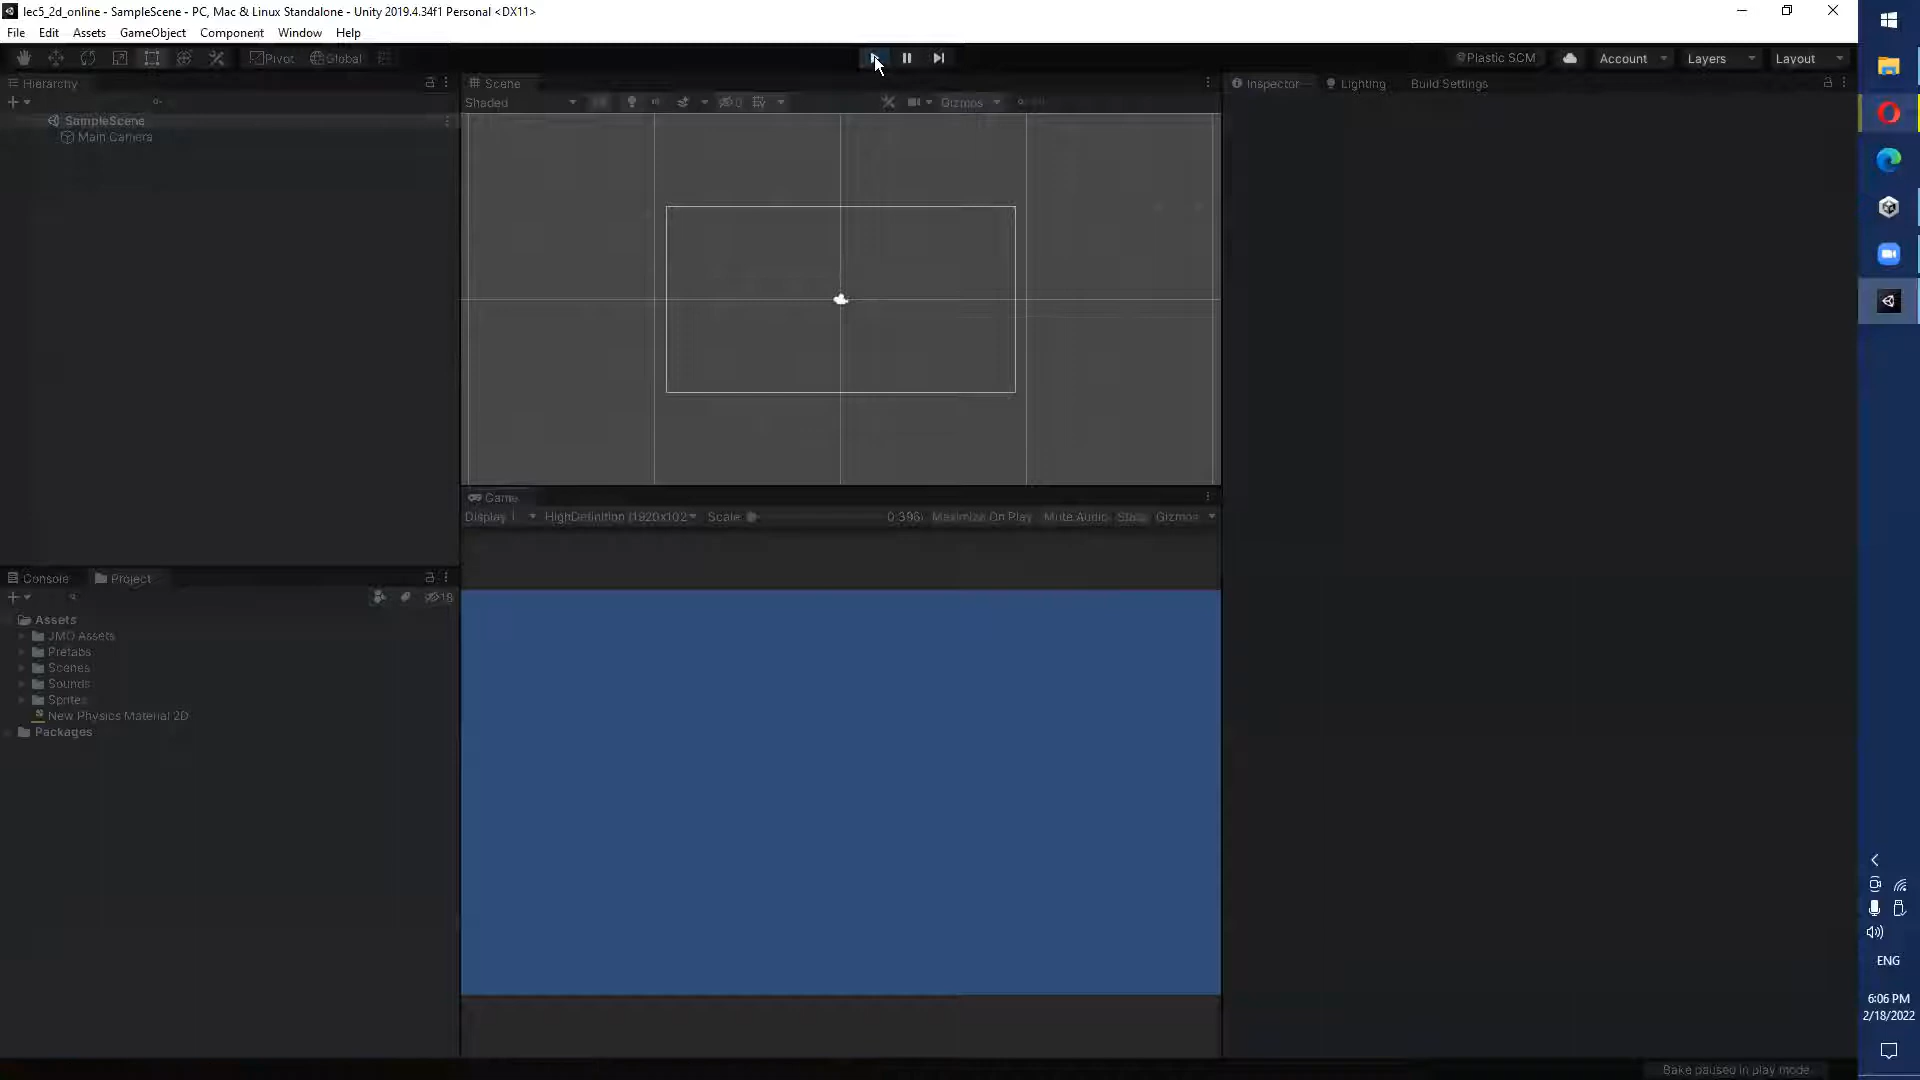 lec5_2d_online - SampleScene - PC, Mac & Linux Standalone - Unity 2019.4.34f1 Personal <DX11>
File Edit Assets GameObject Component Window Help
Pivot Global Plastic SCM Account Layers Layout
Hierarchy
SampleScene
Main Camera
Scene
Shaded 0 Gizmos
Inspector Lighting Build Settings
Game
Display 1 HighDefinition (1920x102 Scale 0.396 Maximize On Play Mute Audio Stats Gizmos
Console Project
18
Assets
JMO Assets
Prefabs
Scenes
Sounds
Sprites
New Physics Material 2D
Packages
ENG
6:06 PM
2/18/2022
Bake paused in play mode